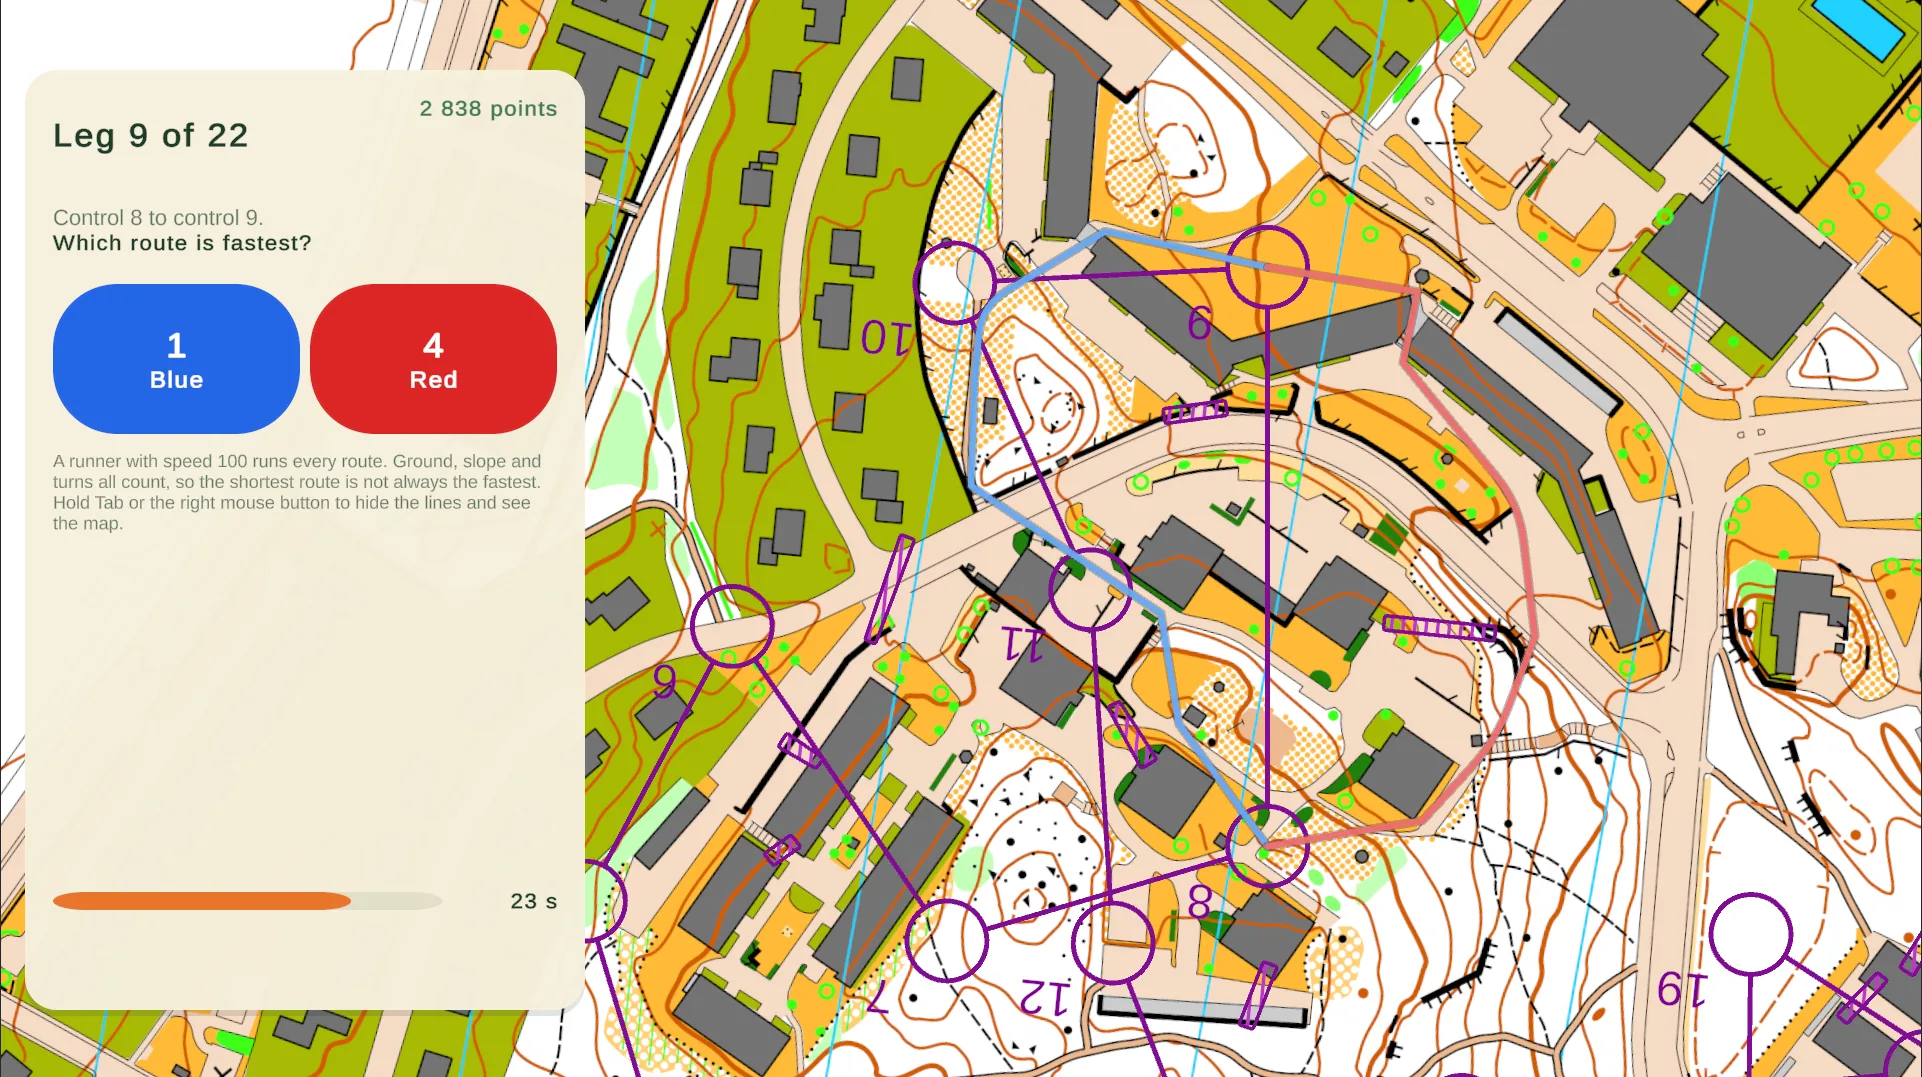 2 838 points
Leg 9 of 22
Control 8 to control 9.
Which route is fastest?
1
Blue
4
Red
A runner with speed 100 runs every route. Ground, slope and
turns all count, so the shortest route is not always the fastest.
Hold Tab or the right mouse button to hide the lines and see
the map.
23 s
10
9
11
6
8
7
12
19